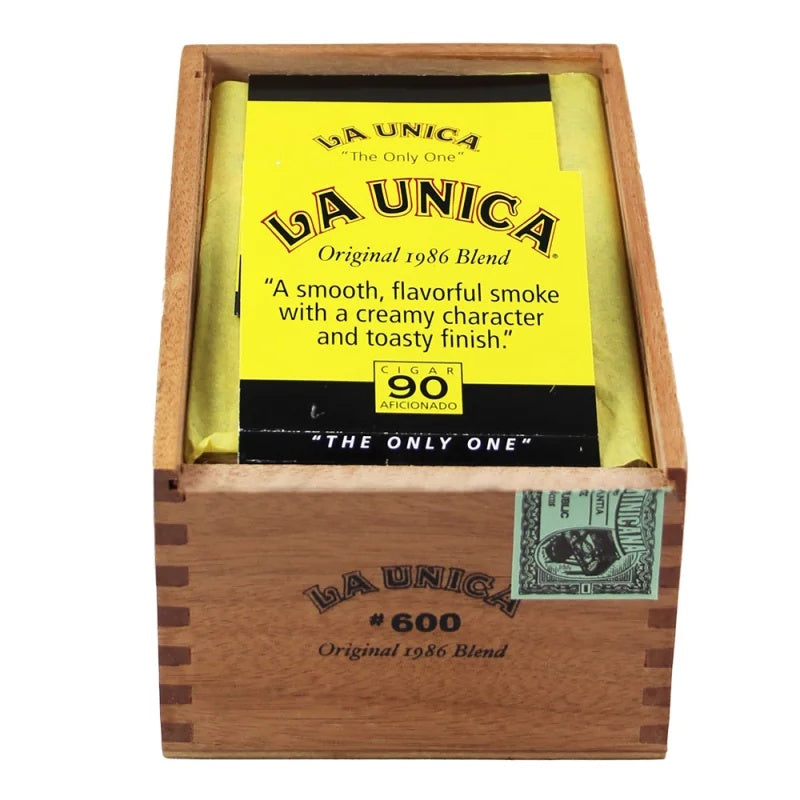 LA UNICA
"The Only One"
LA UNICA®
Original 1986 Blend
"A smooth, flavorful smoke
with a creamy character
and toasty finish."
CIGAR
90
AFICIONADO
"THE ONLY ONE"
LA UNICA
#600
Original 1986 Blend